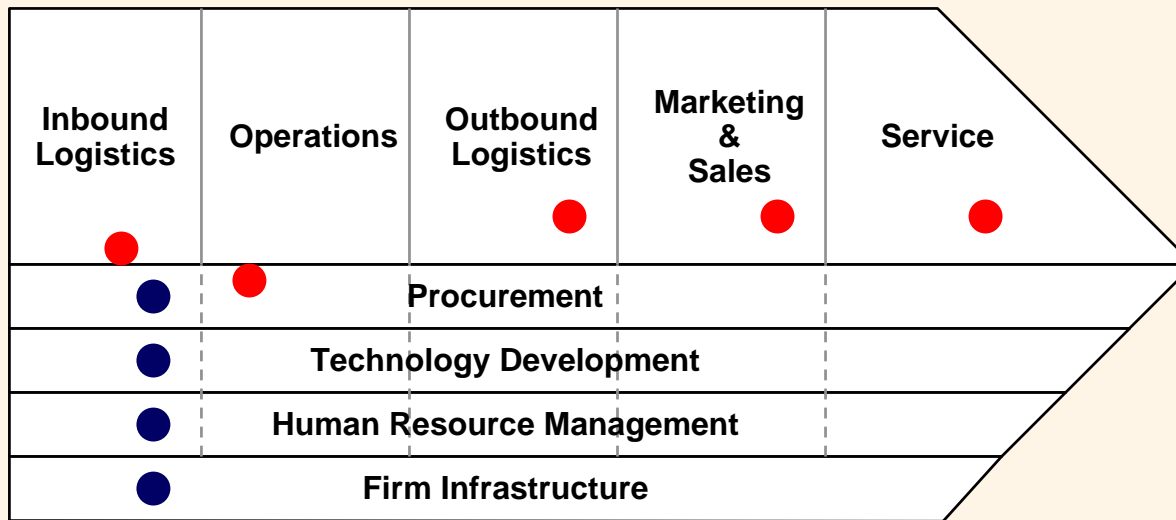 Inbound
Logistics
Operations
Outbound
Logistics
Marketing
&
Sales
Service
Procurement
Technology Development
Human Resource Management
Firm Infrastructure